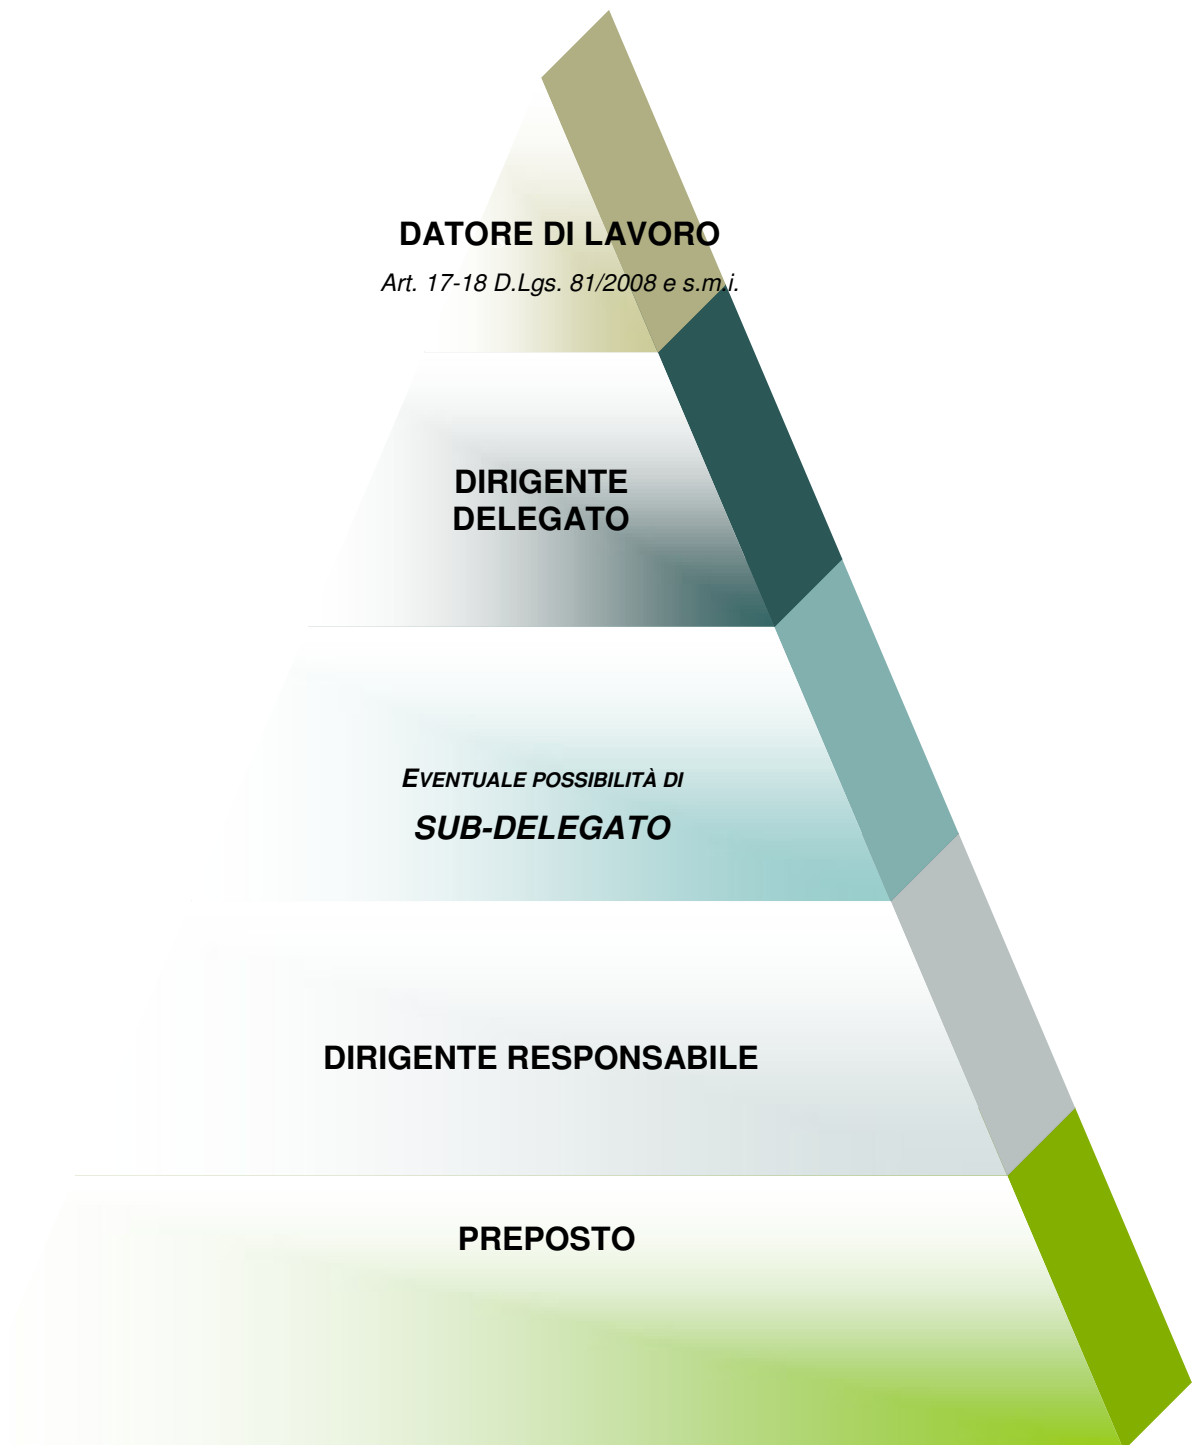 DATORE DI LAVORO
Art. 17-18 D.Lgs. 81/2008 e s.m.i.
DIRIGENTE
DELEGATO
EVENTUALE POSSIBILITÀ DI
SUB-DELEGATO
DIRIGENTE RESPONSABILE
PREPOSTO